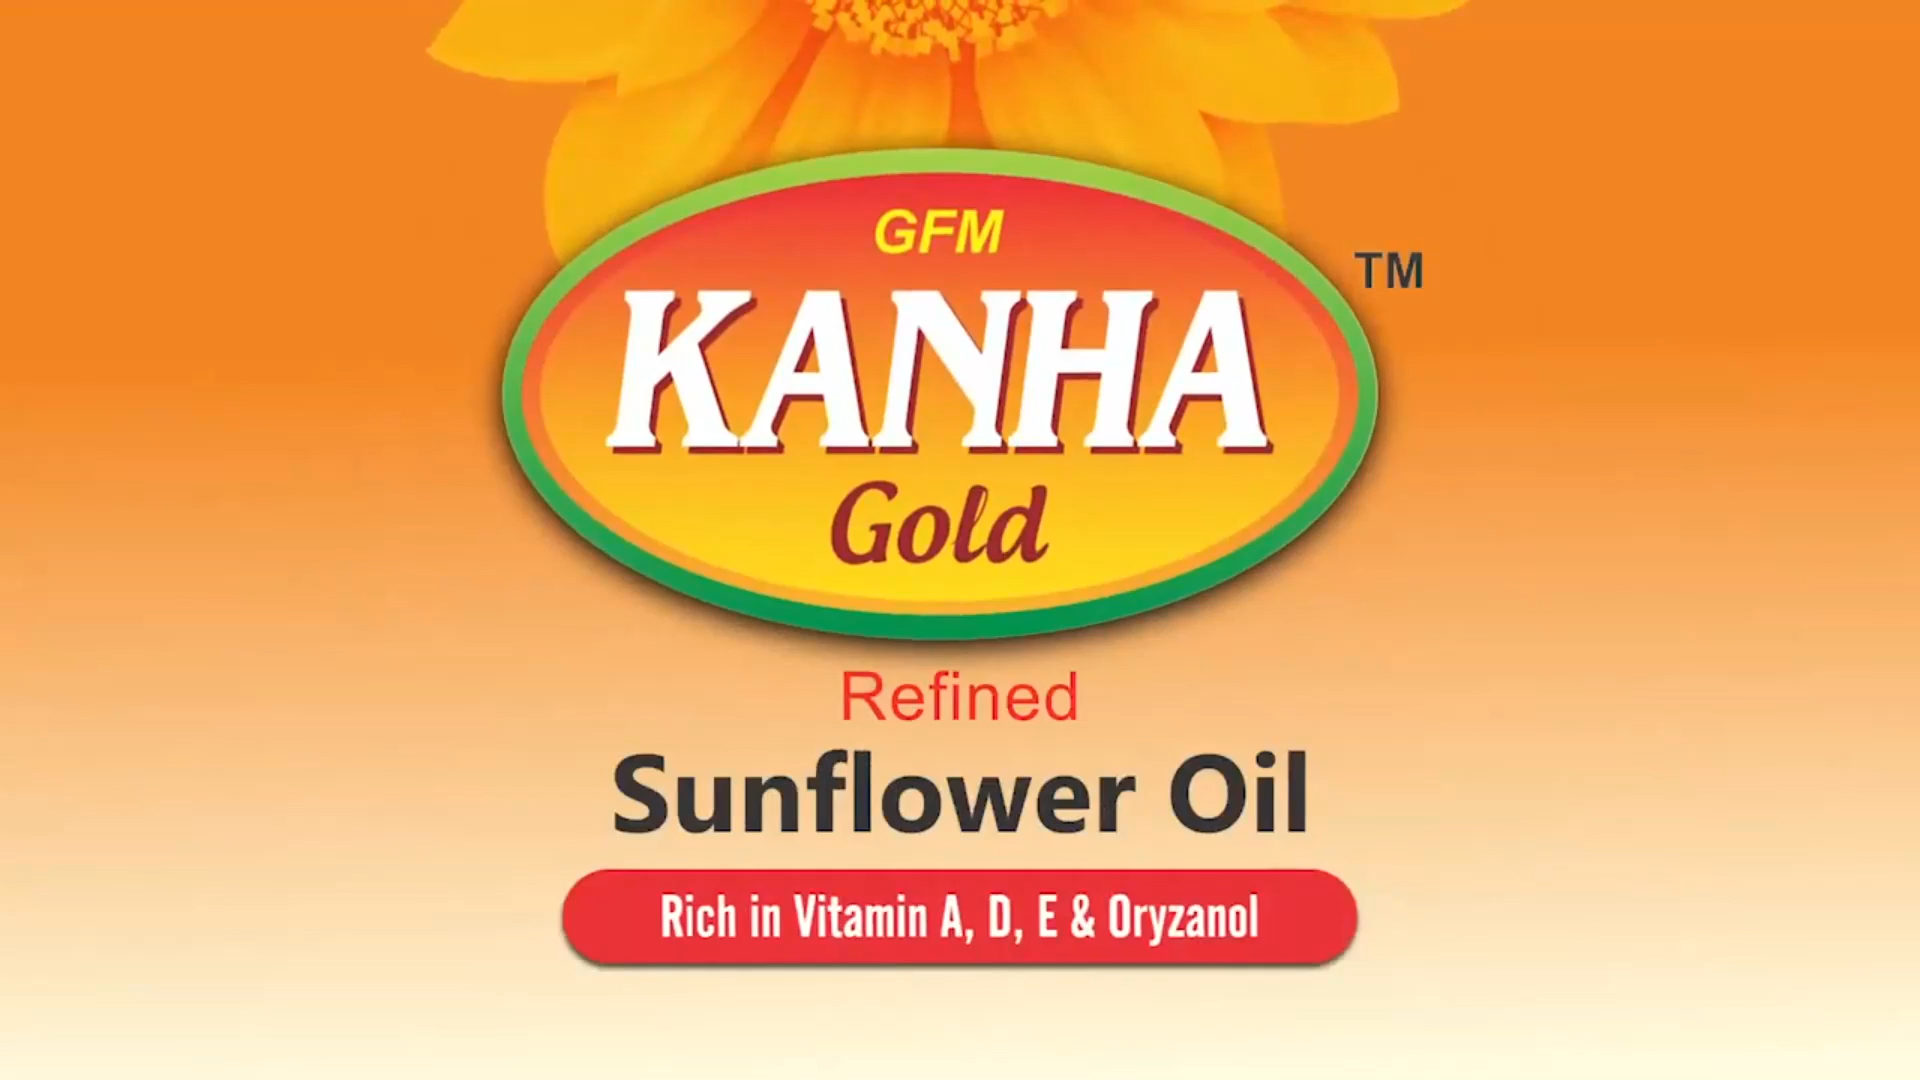 GFM
KANHA
TM
Gold
Refined
Sunflower Oil
Rich in Vitamin A, D, E & Oryzanol